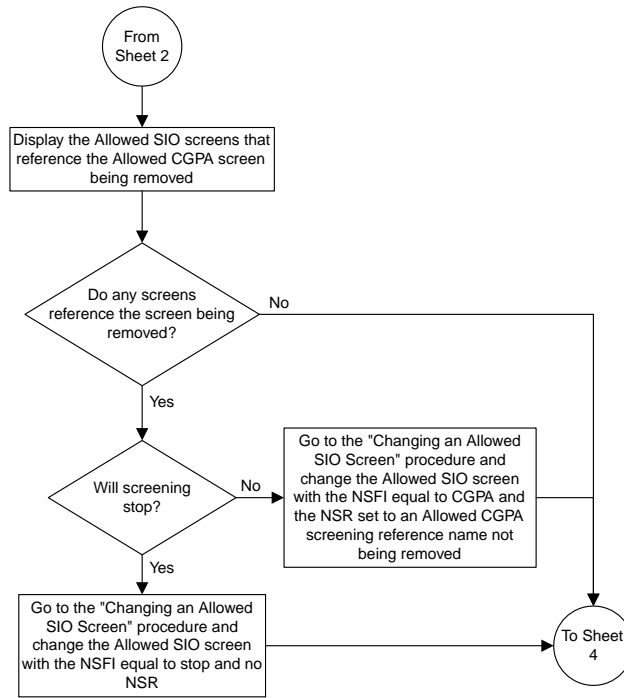 From
Sheet 2
Display the Allowed SIO screens that
reference the Allowed CGPA screen
being removed
Do any screens
reference the screen being
removed?
No
Yes
Will screening
stop?
No
Go to the "Changing an Allowed
SIO Screen" procedure and
change the Allowed SIO screen
with the NSFI equal to CGPA and
the NSR set to an Allowed CGPA
screening reference name not
being removed
Yes
Go to the "Changing an Allowed
SIO Screen" procedure and
change the Allowed SIO screen
with the NSFI equal to stop and no
NSR
To Sheet
4